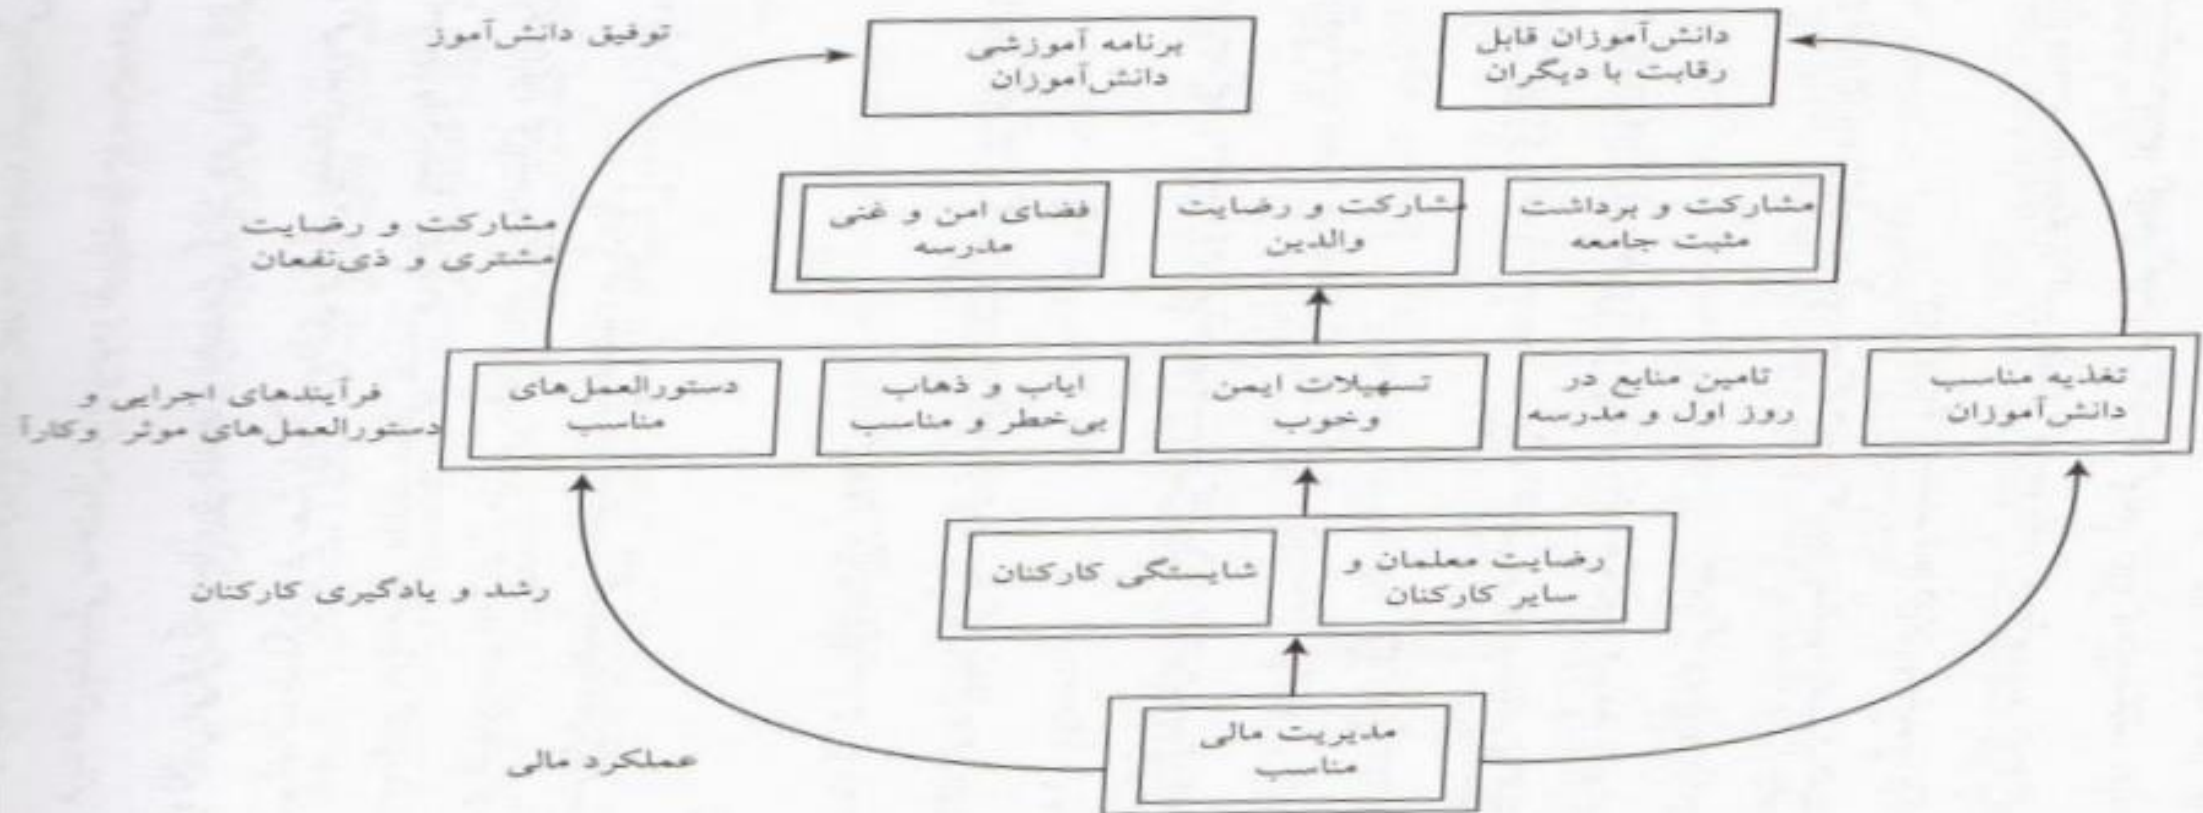 توفیق دانش‌آموز
دانش‌آموزان قابل
رقابت با دیگران
برنامه آموزشی
دانش‌آموزان
مشارکت و رضایت
مشتری و ذی‌نفعان
مشارکت و برداشت
مثبت جامعه
مشارکت و رضایت
والدین
فضای امن و غنی
مدرسه
فرآیندهای اجرایی و
دستورالعمل‌های موثر وکارآ
تغذیه مناسب
دانش‌آموزان
تامین منابع در
روز اول و مدرسه
تسهیلات ایمن
وخوب
ایاب و ذهاب
بی‌خطر و مناسب
دستورالعمل‌های
مناسب
رشد و یادگیری کارکنان
رضایت معلمان و
سایر کارکنان
شایستگی کارکنان
عملکرد مالی
مدیریت مالی
مناسب